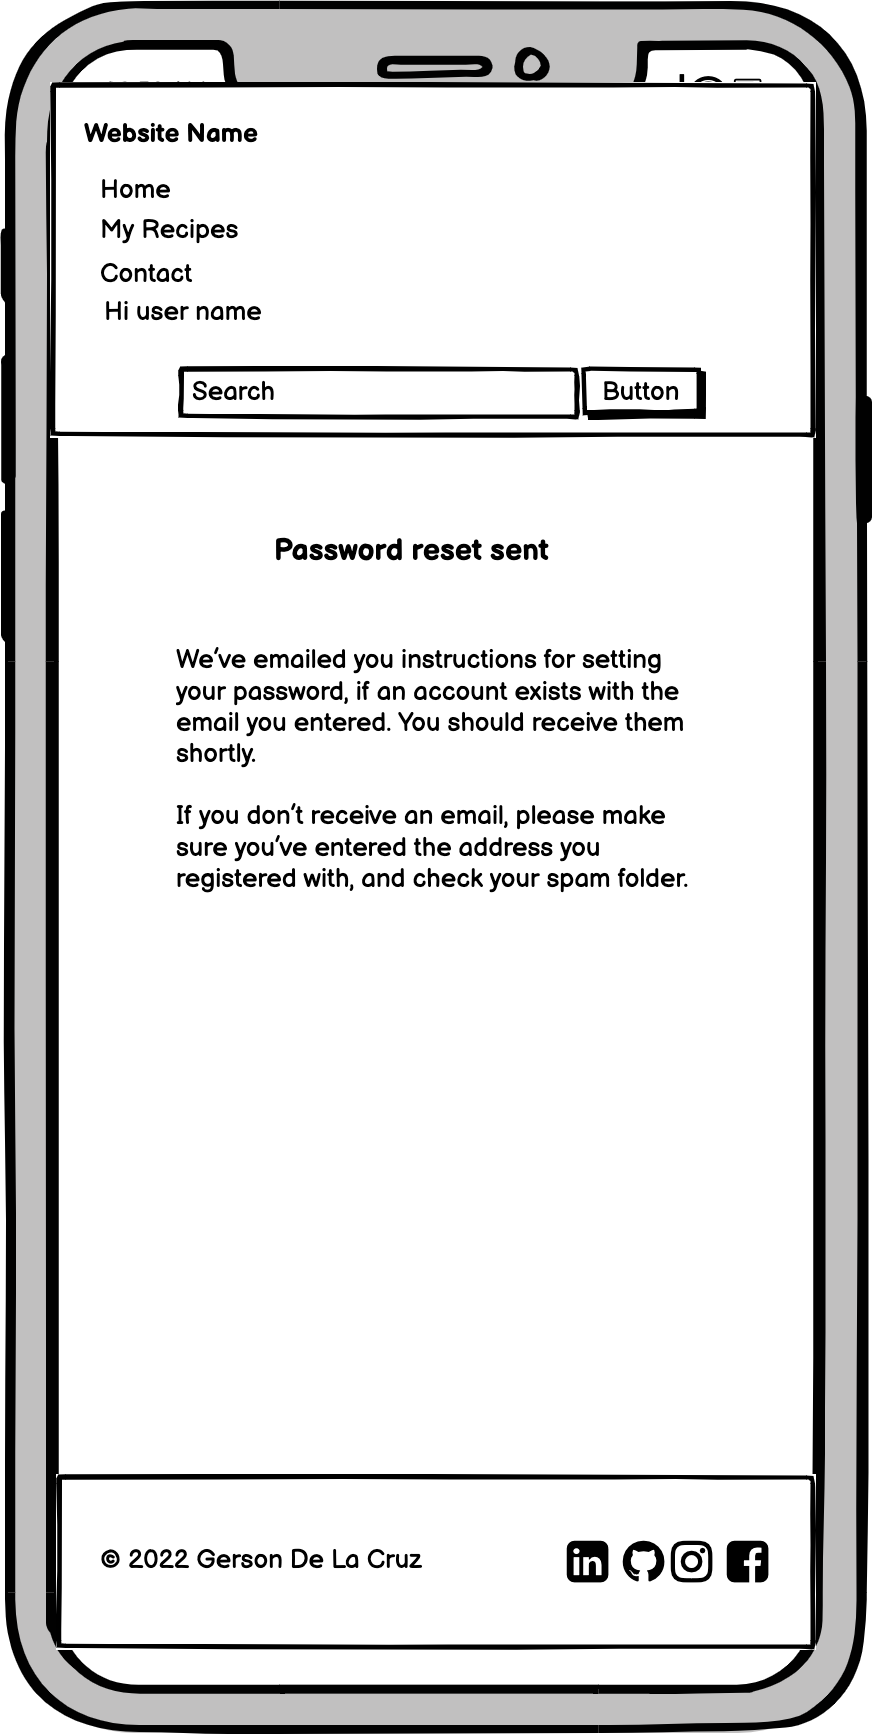 Website Name
Home
My Recipes
Contact
Hi user name
Search
Button
Password reset sent
We've emailed you instructions for setting
your password, if an account exists with the
email you entered. You should receive them
shortly.
If you don't receive an email, please make
sure you've entered the address you
registered with, and check your spam folder.
© 2022 Gerson De La Cruz
in